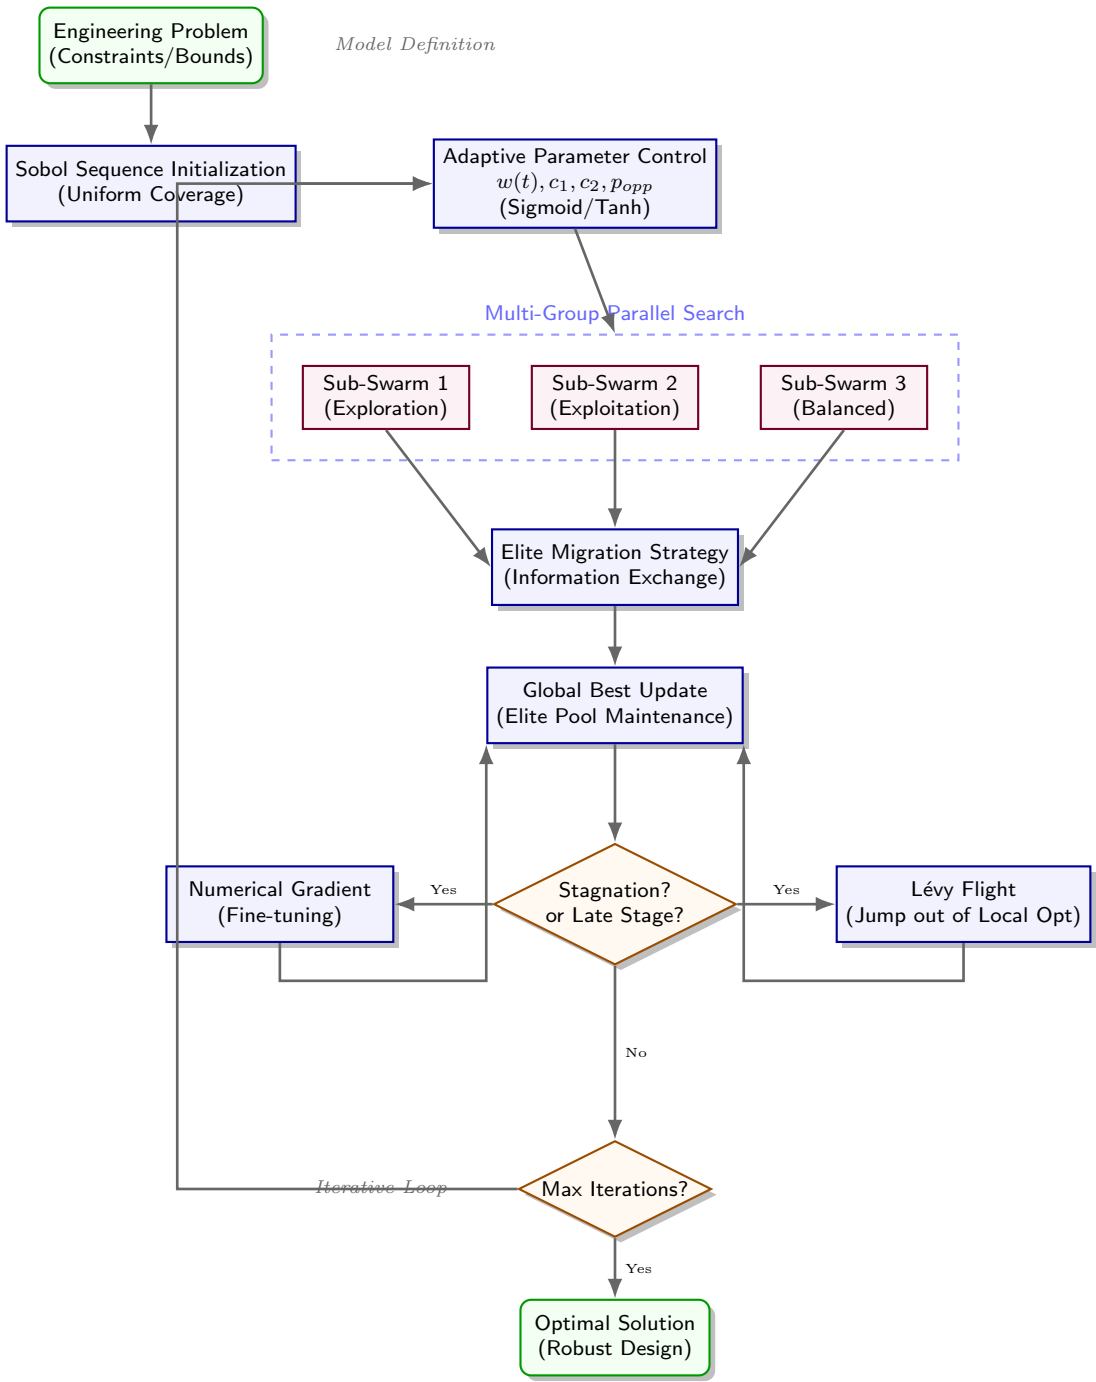 Engineering Problem
(Constraints/Bounds)
Model Definition
Sobol Sequence Initialization
(Uniform Coverage)
Adaptive Parameter Control
w(t), c₁, c₂, pₒₚₚ
(Sigmoid/Tanh)
Multi-Group Parallel Search
Sub-Swarm 1
(Exploration)
Sub-Swarm 2
(Exploitation)
Sub-Swarm 3
(Balanced)
Elite Migration Strategy
(Information Exchange)
Global Best Update
(Elite Pool Maintenance)
Numerical Gradient
(Fine-tuning)
Yes
Stagnation?
or Late Stage?
Yes
Lévy Flight
(Jump out of Local Opt)
No
Iterative Loop
Max Iterations?
Yes
Optimal Solution
(Robust Design)